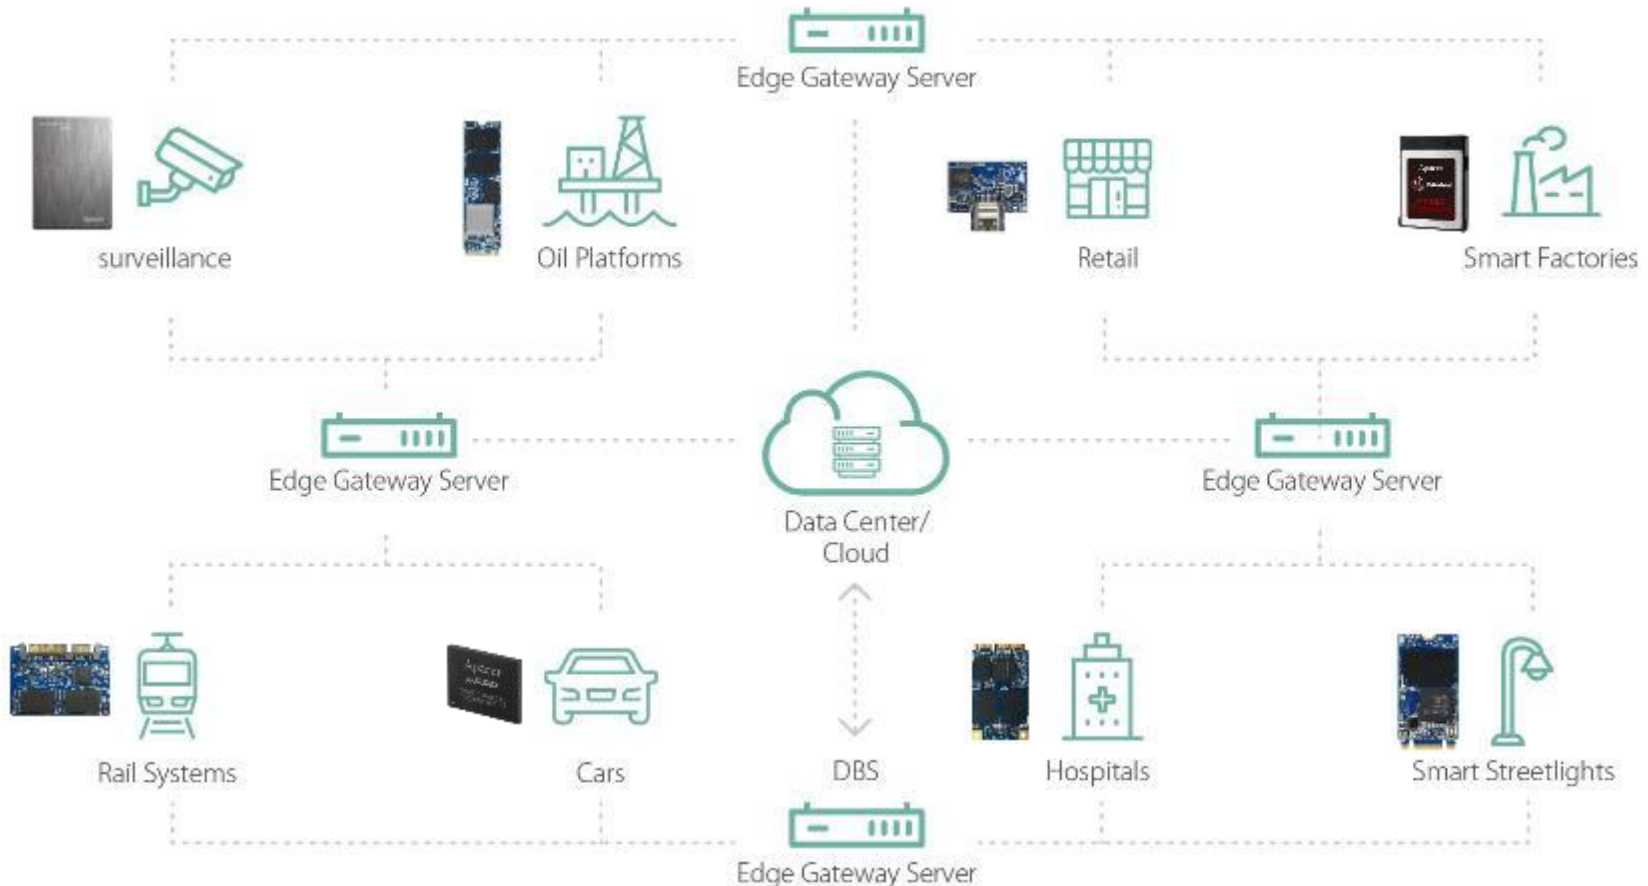 Edge Gateway Server
surveillance
Oil Platforms
Retail
Smart Factories
Edge Gateway Server
Data Center/
Cloud
Edge Gateway Server
Apacer
Rail Systems
Cars
DBS
Hospitals
Smart Streetlights
Edge Gateway Server